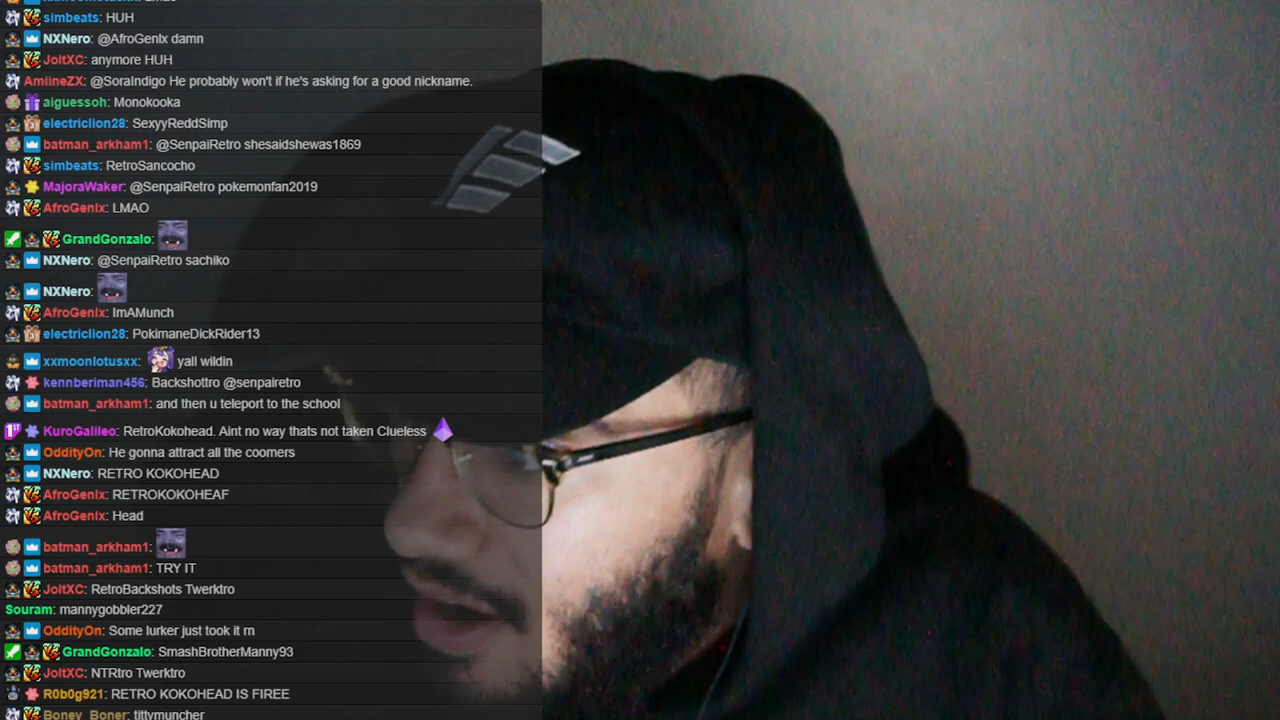 simbeats: HUH
NXNero: @AfroGenIx damn
JoltXC: anymore HUH
AmiineZX: @SoraIndigo He probably won't if he's asking for a good nickname.
aiguessoh: Monokooka
electriclion28: SexyyReddSimp
batman_arkham1: @SenpaiRetro shesaidshewas1869
simbeats: RetroSancocho
MajoraWaker: @SenpaiRetro pokemonfan2019
AfroGenIx: LMAO
GrandGonzalo:
NXNero: @SenpaiRetro sachiko
NXNero:
AfroGenIx: ImAMunch
electriclion28: PokimaneDickRider13
xxmoonlotusxx: yall wildin
kennberiman456: Backshottro @senpairetro
batman_arkham1: and then u teleport to the school
KuroGalileo: RetroKokohead. Aint no way thats not taken Clueless
OddityOn: He gonna attract all the coomers
NXNero: RETRO KOKOHEAD
AfroGenIx: RETROKOKOHEAF
AfroGenIx: Head
batman_arkham1:
batman_arkham1: TRY IT
JoltXC: RetroBackshots Twerktro
Souram: mannygobbler227
OddityOn: Some lurker just took it rn
GrandGonzalo: SmashBrotherManny93
JoltXC: NTRtro Twerktro
R0b0g921: RETRO KOKOHEAD IS FIREE
Boney_Boner: tittymuncher